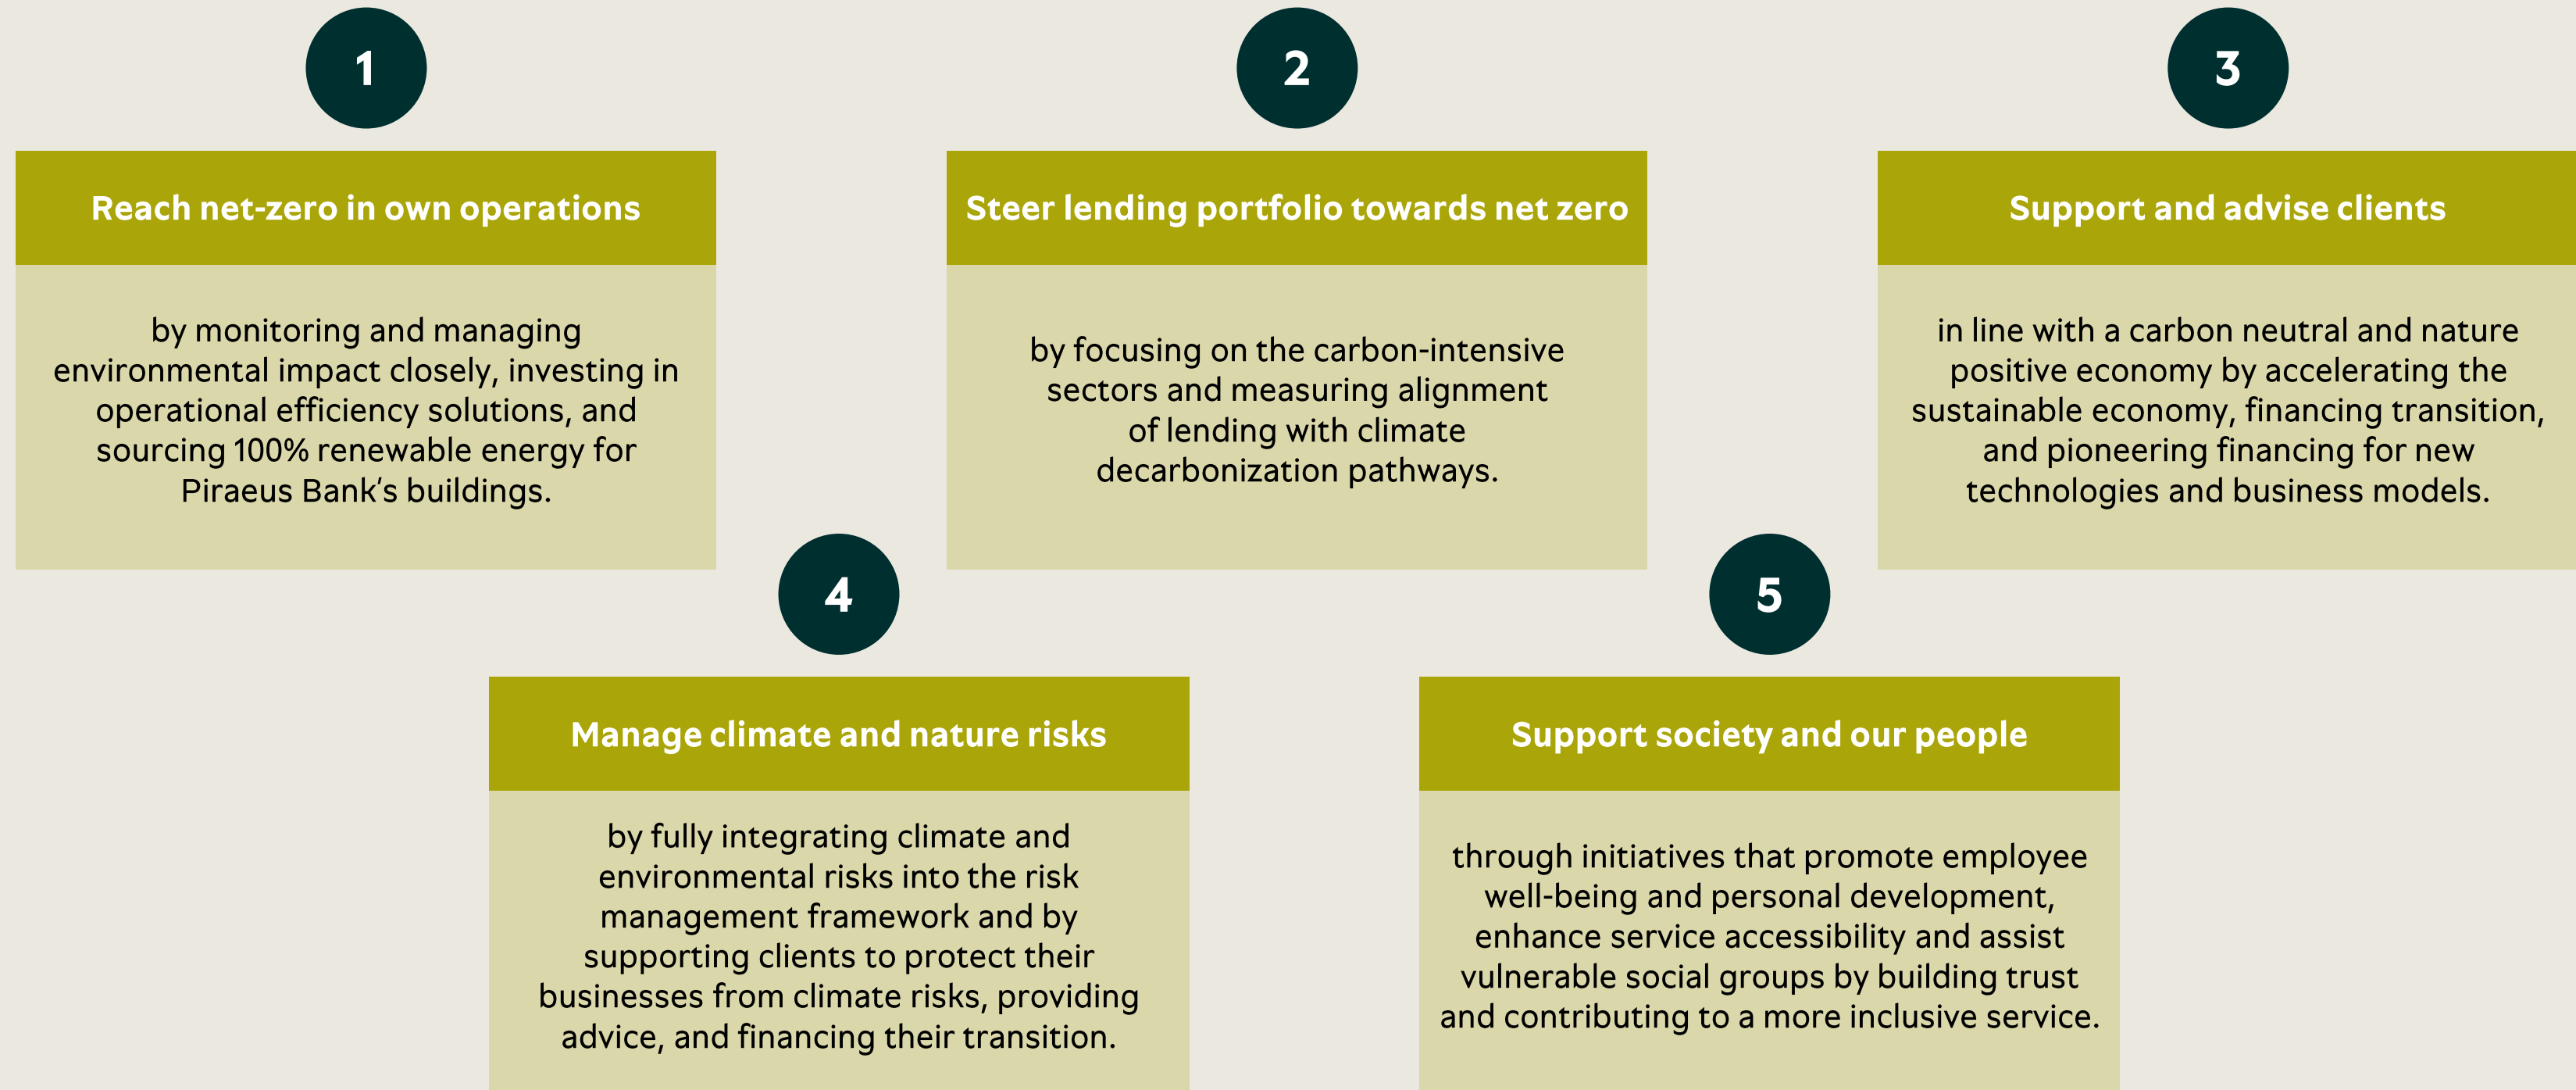 1
Reach net-zero in own operations
by monitoring and managing
environmental impact closely, investing in
operational efficiency solutions, and
sourcing 100% renewable energy for
Piraeus Bank’s buildings.
2
Steer lending portfolio towards net zero
by focusing on the carbon-intensive
sectors and measuring alignment
of lending with climate
decarbonization pathways.
3
Support and advise clients
in line with a carbon neutral and nature
positive economy by accelerating the
sustainable economy, financing transition,
and pioneering financing for new
technologies and business models.
4
Manage climate and nature risks
by fully integrating climate and
environmental risks into the risk
management framework and by
supporting clients to protect their
businesses from climate risks, providing
advice, and financing their transition.
5
Support society and our people
through initiatives that promote employee
well-being and personal development,
enhance service accessibility and assist
vulnerable social groups by building trust
and contributing to a more inclusive service.